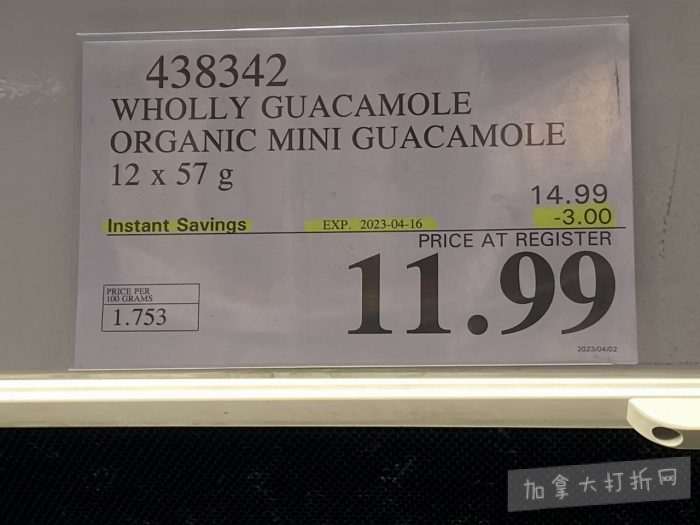 438342
WHOLLY GUACAMOLE
ORGANIC MINI GUACAMOLE
12 x 57 g
14.99
Instant Savings EXP. 2023-04-16 -3.00
PRICE AT REGISTER
11.99
PRICE PER
100 GRAMS
1.753
2023/04/02
加拿大打折网